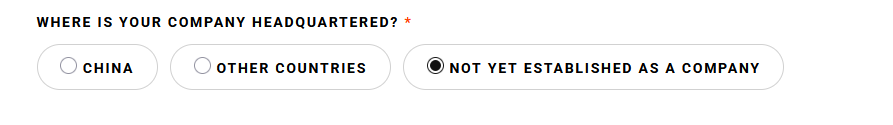 WHERE IS YOUR COMPANY HEADQUARTERED? *
CHINA OTHER COUNTRIES NOT YET ESTABLISHED AS A COMPANY